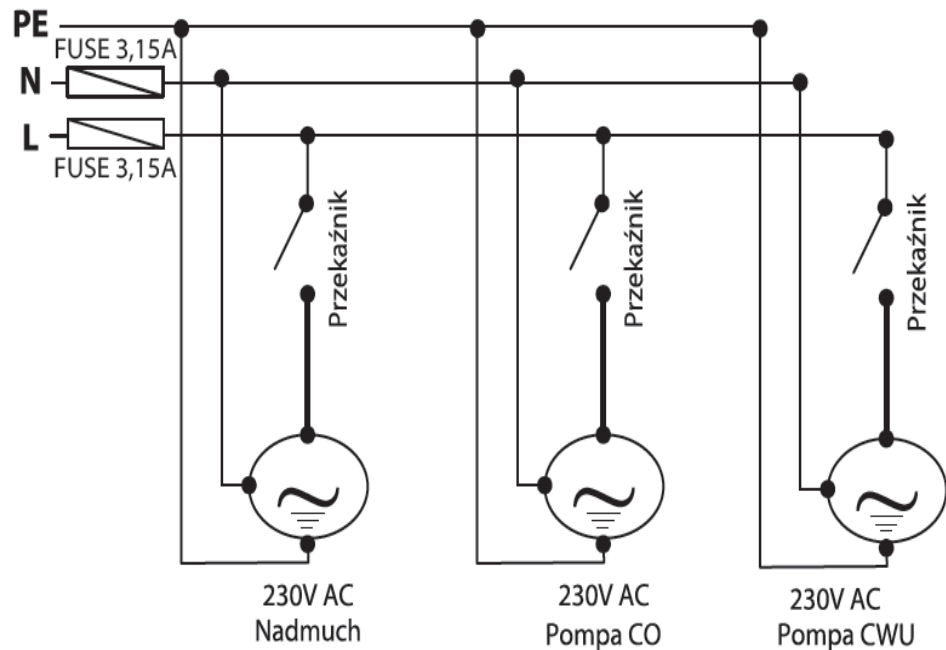 PE
FUSE 3,15A
N
L
FUSE 3,15A
Przekaźnik
Przekaźnik
Przekaźnik
230V AC
Nadmuch
230V AC
Pompa CO
230V AC
Pompa CWU